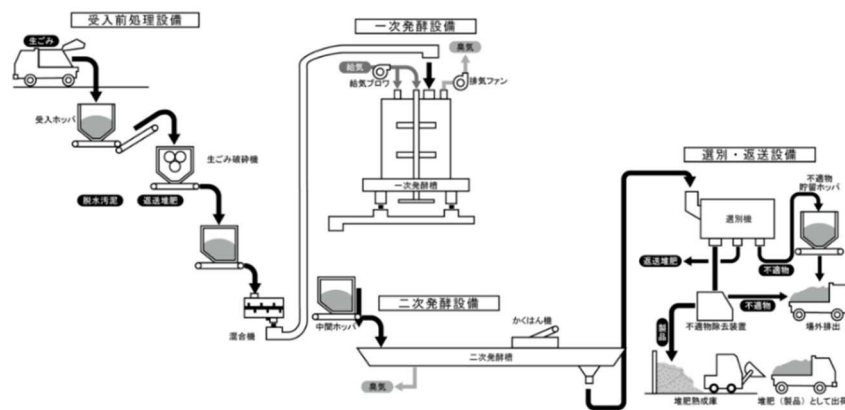 受入前処理設備
生ごみ
受入ホッパ
生ごみ破砕機
脱水汚泥
返送堆肥
混合機
一次発酵設備
給気
給気ブロワ
臭気
排気ファン
一次発酵槽
中間ホッパ
二次発酵設備
かくはん機
二次発酵槽
臭気
選別・返送設備
選別機
不適物
貯留ホッパ
返送堆肥
不適物
不適物
不適物除去装置
場外排出
製品
堆肥熟成庫
堆肥（製品）として出荷